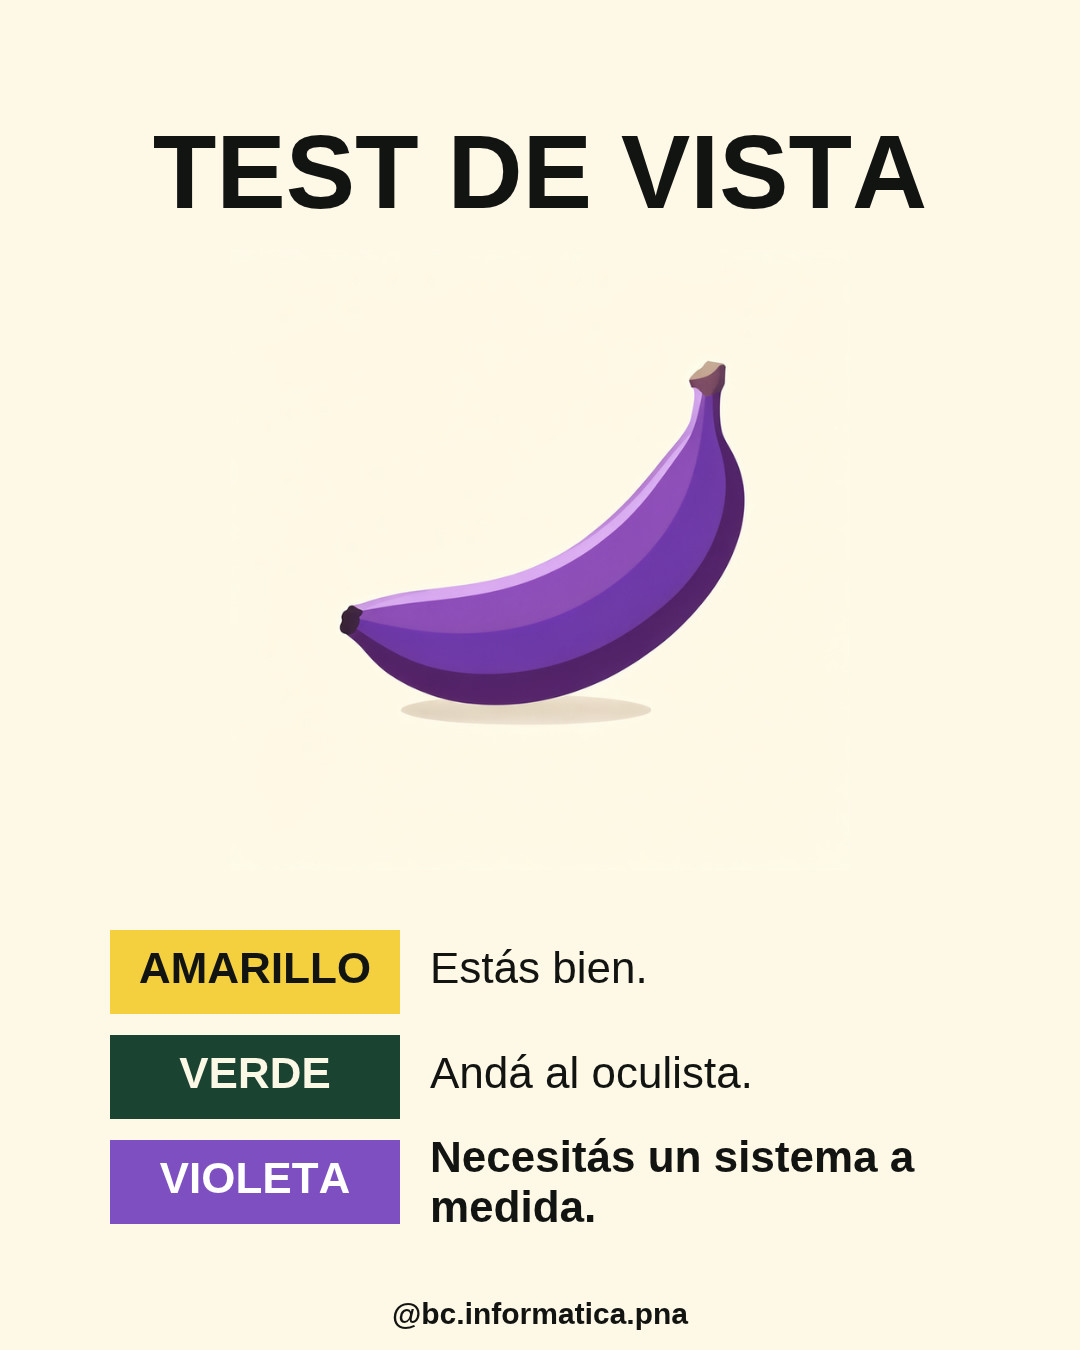 TEST DE VISTA
AMARILLO Estás bien.
VERDE Andá al oculista.
VIOLETA Necesitás un sistema a
medida.
@bc.informatica.pna